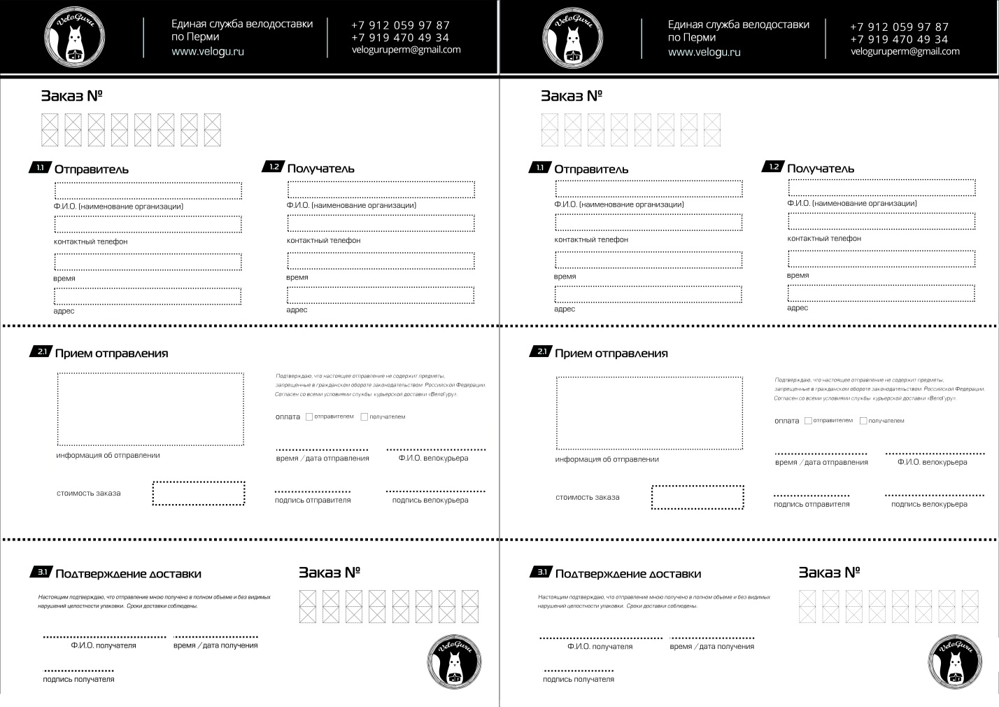 VeloGuru
Единая служба велодоставки
по Перми
www.velogu.ru
+7 912 059 97 87
+7 919 470 49 34
veloguruperm@gmail.com
Заказ №
1.1 Отправитель
Ф.И.О. (наименование организации)
контактный телефон
время
адрес
1.2 Получатель
Ф.И.О. (наименование организации)
контактный телефон
время
адрес
2.1 Прием отправления
информация об отправлении
стоимость заказа
Подтверждаю, что настоящее отправление не содержит предметы,
запрещенные в гражданском обороте законодательством Российской Федерации.
Согласен со всеми условиями службы курьерской доставки «ВелоГуру».
оплата отправителем получателем
время / дата отправления
Ф.И.О. велокурьера
подпись отправителя
подпись велокурьера
3.1 Подтверждение доставки
Настоящим подтверждаю, что отправление мною получено в полном объеме и без видимых
нарушений целостности упаковки. Сроки доставки соблюдены.
Ф.И.О. получателя
время / дата получения
подпись получателя
Заказ №
VeloGuru
VeloGuru
Единая служба велодоставки
по Перми
www.velogu.ru
+7 912 059 97 87
+7 919 470 49 34
veloguruperm@gmail.com
Заказ №
1.1 Отправитель
Ф.И.О. (наименование организации)
контактный телефон
время
адрес
1.2 Получатель
Ф.И.О. (наименование организации)
контактный телефон
время
адрес
2.1 Прием отправления
информация об отправлении
стоимость заказа
Подтверждаю, что настоящее отправление не содержит предметы,
запрещенные в гражданском обороте законодательством Российской Федерации.
Согласен со всеми условиями службы курьерской доставки «ВелоГуру».
оплата отправителем получателем
время / дата отправления
Ф.И.О. велокурьера
подпись отправителя
подпись велокурьера
3.1 Подтверждение доставки
Настоящим подтверждаю, что отправление мною получено в полном объеме и без видимых
нарушений целостности упаковки. Сроки доставки соблюдены.
Ф.И.О. получателя
время / дата получения
подпись получателя
Заказ №
VeloGuru